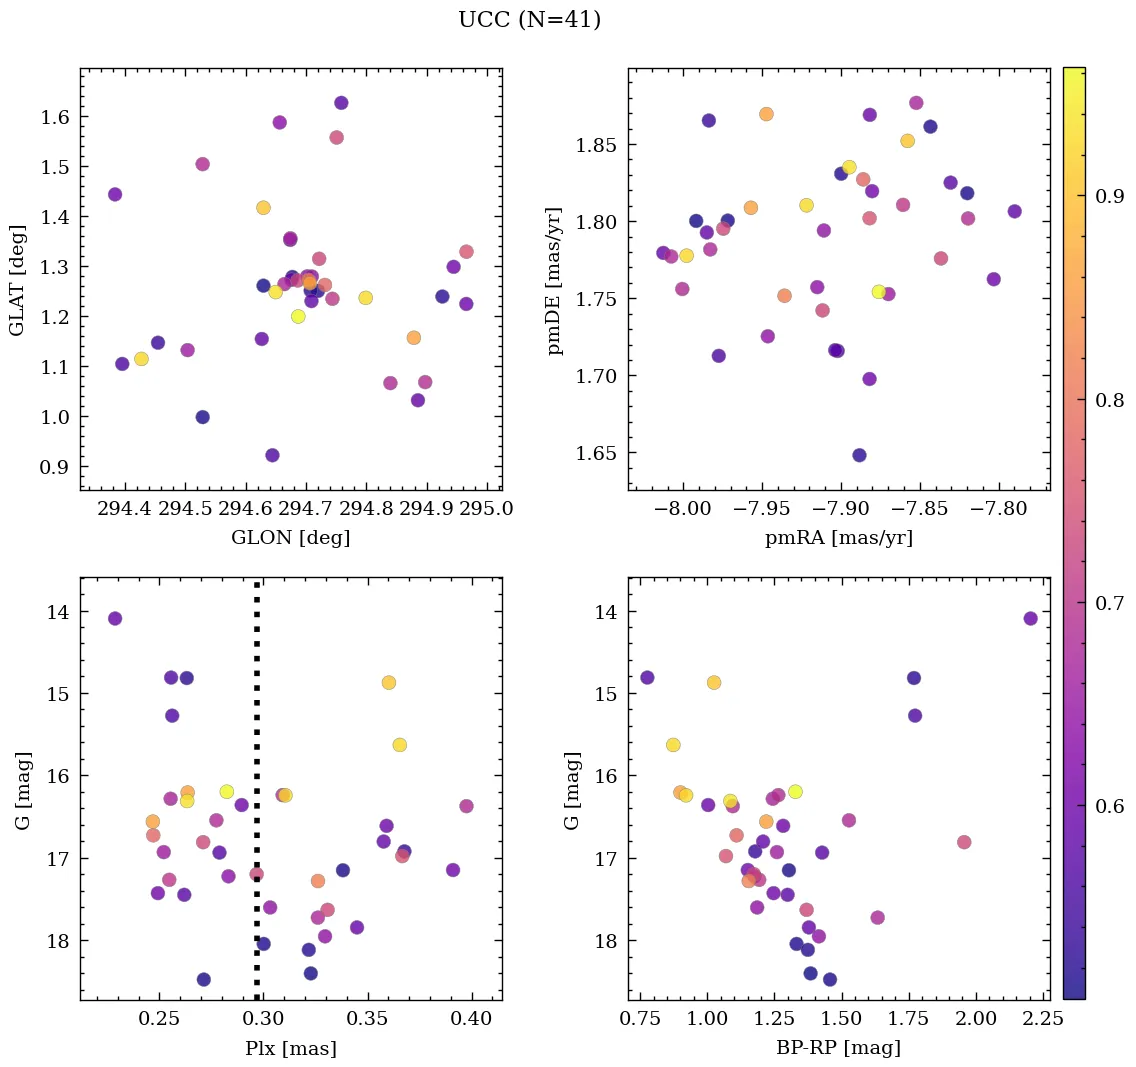 UCC (N=41)
1.6
1.5
1.4
1.3
1.2
1.1
1.0
0.9
GLAT [deg]
294.4 294.5 294.6 294.7 294.8 294.9 295.0
GLON [deg]
1.85
1.80
1.75
1.70
1.65
pmDE [mas/yr]
−8.00 −7.95 −7.90 −7.85 −7.80
pmRA [mas/yr]
14
15
16
17
18
G [mag]
0.25 0.30 0.35 0.40
Plx [mas]
14
15
16
17
18
G [mag]
0.75 1.00 1.25 1.50 1.75 2.00 2.25
BP-RP [mag]
0.9
0.8
0.7
0.6